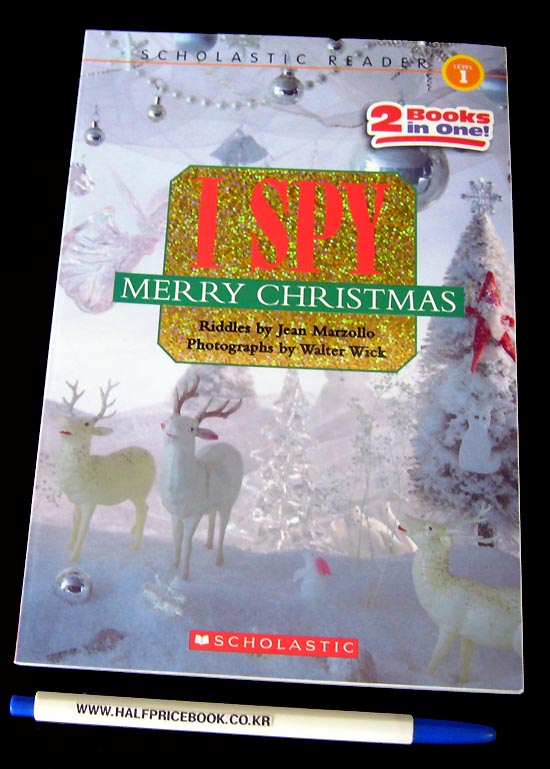 SCHOLASTIC READER
LEVEL
1
2 Books
in One!
I SPY
MERRY CHRISTMAS
Riddles by Jean Marzollo
Photographs by Walter Wick
SCHOLASTIC
WWW.HALFPRICEBOOK.CO.KR